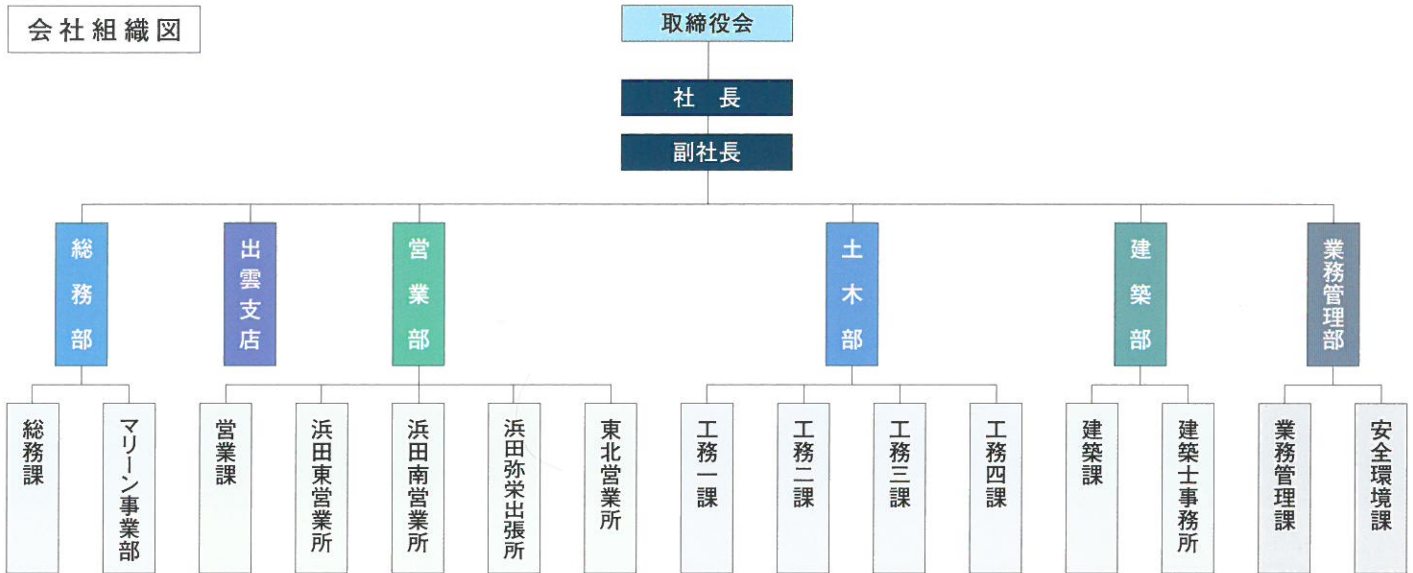 会社組織図
取締役会
社長
副社長
総務部
出雲支店
営業部
土木部
建築部
業務管理部
総務課
マリーン事業部
営業課
浜田東営業所
浜田南営業所
浜田弥栄出張所
東北営業所
工務一課
工務二課
工務三課
工務四課
建築課
建築士事務所
業務管理課
安全環境課